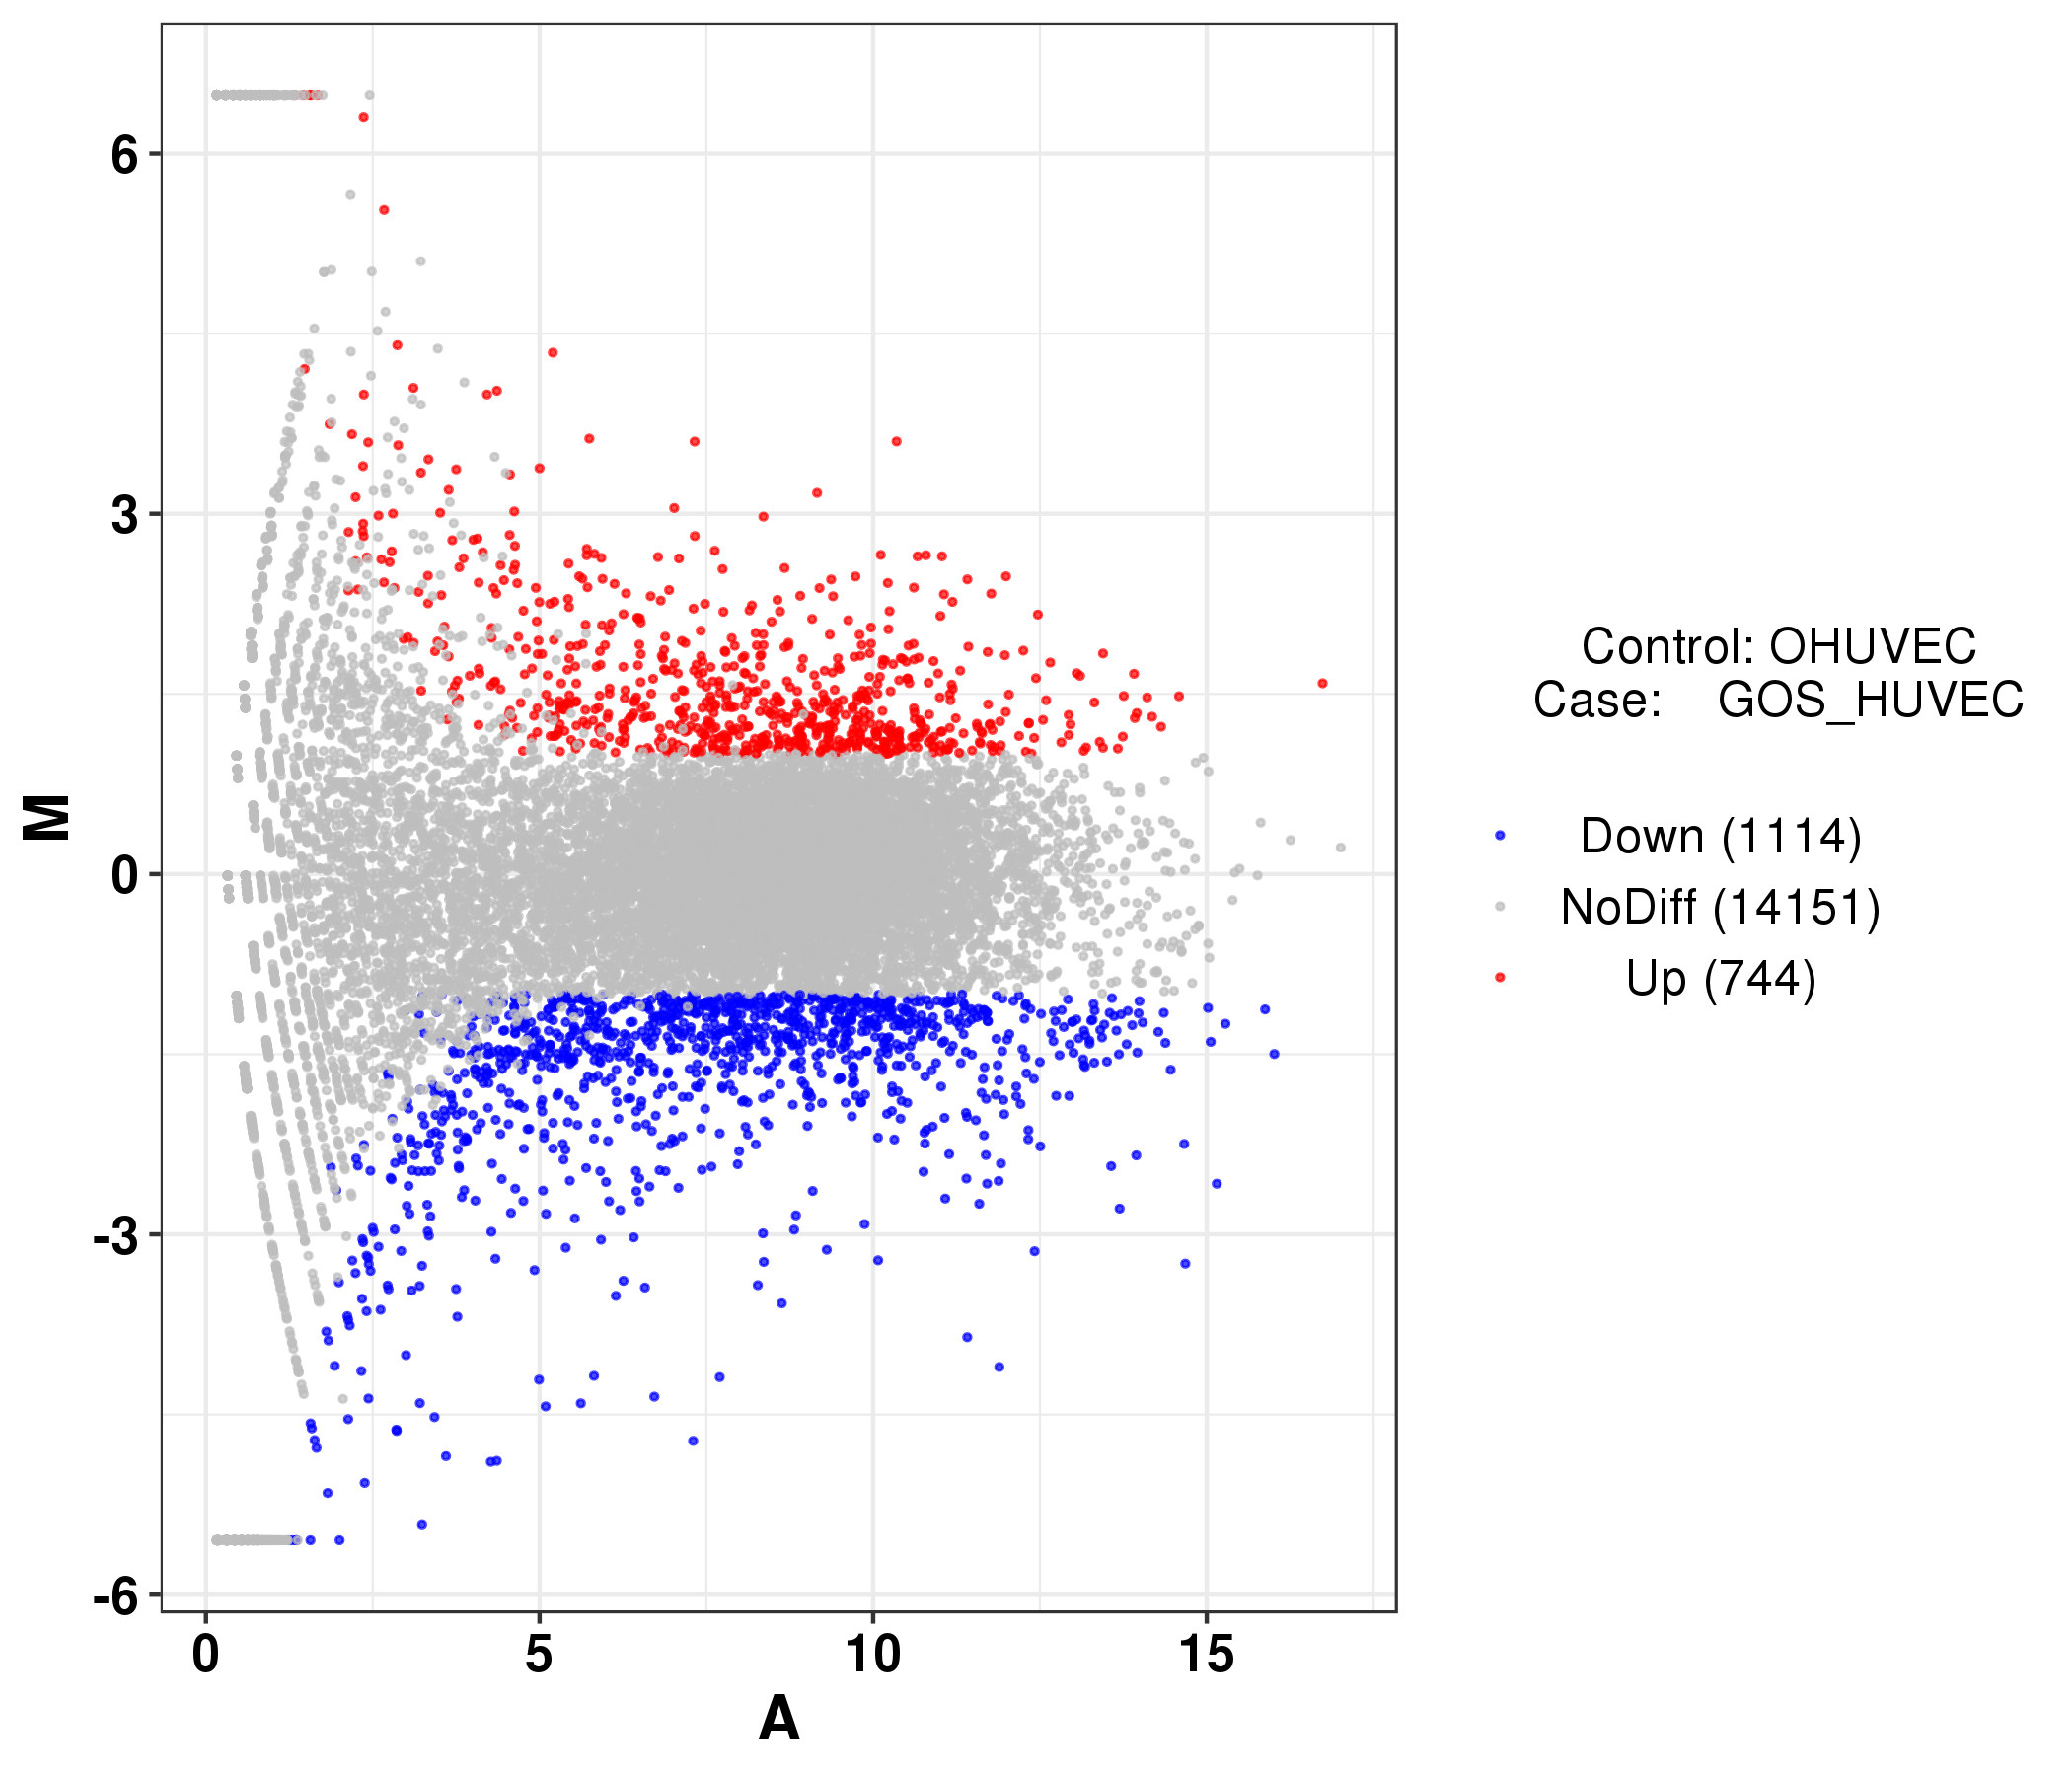 6
3
0
-3
-6
M
0 5 10 15
A
Control: OHUVEC
Case: GOS_HUVEC
Down (1114)
NoDiff (14151)
Up (744)